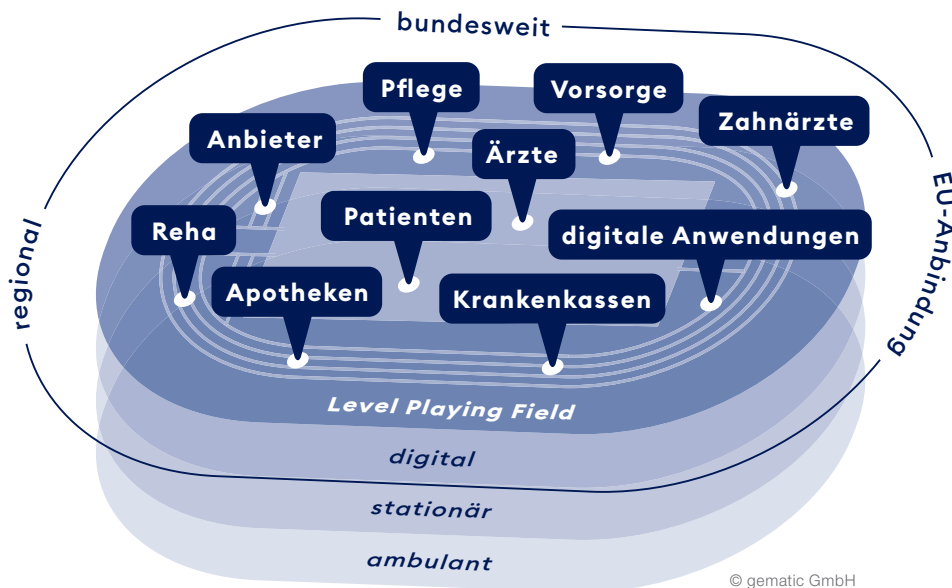 bundesweit
Pflege
Vorsorge
Zahnärzte
Anbieter
Ärzte
EU-Anbindung
Patienten
Reha
digitale Anwendungen
regional
Apotheken
Krankenkassen
Level Playing Field
digital
stationär
ambulant
© gematic GmbH